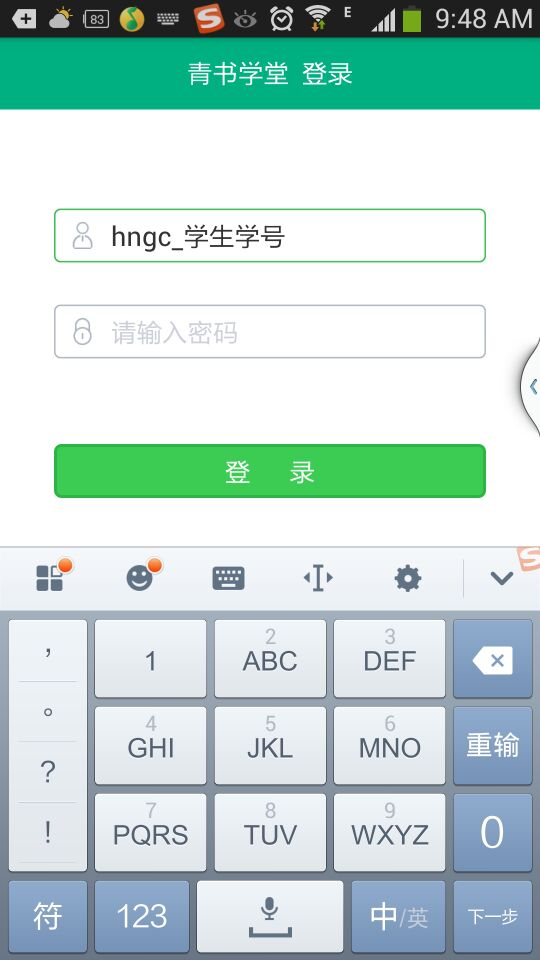 83 E 9:48 AM
青书学堂 登录
hngc_学生学号
请输入密码
登 录
， 1 2 ABC 3 DEF
。 4 GHI 5 JKL 6 MNO 重输
? 7 PQRS 8 TUV 9 WXYZ 0
!
符 123 中/英 下一步